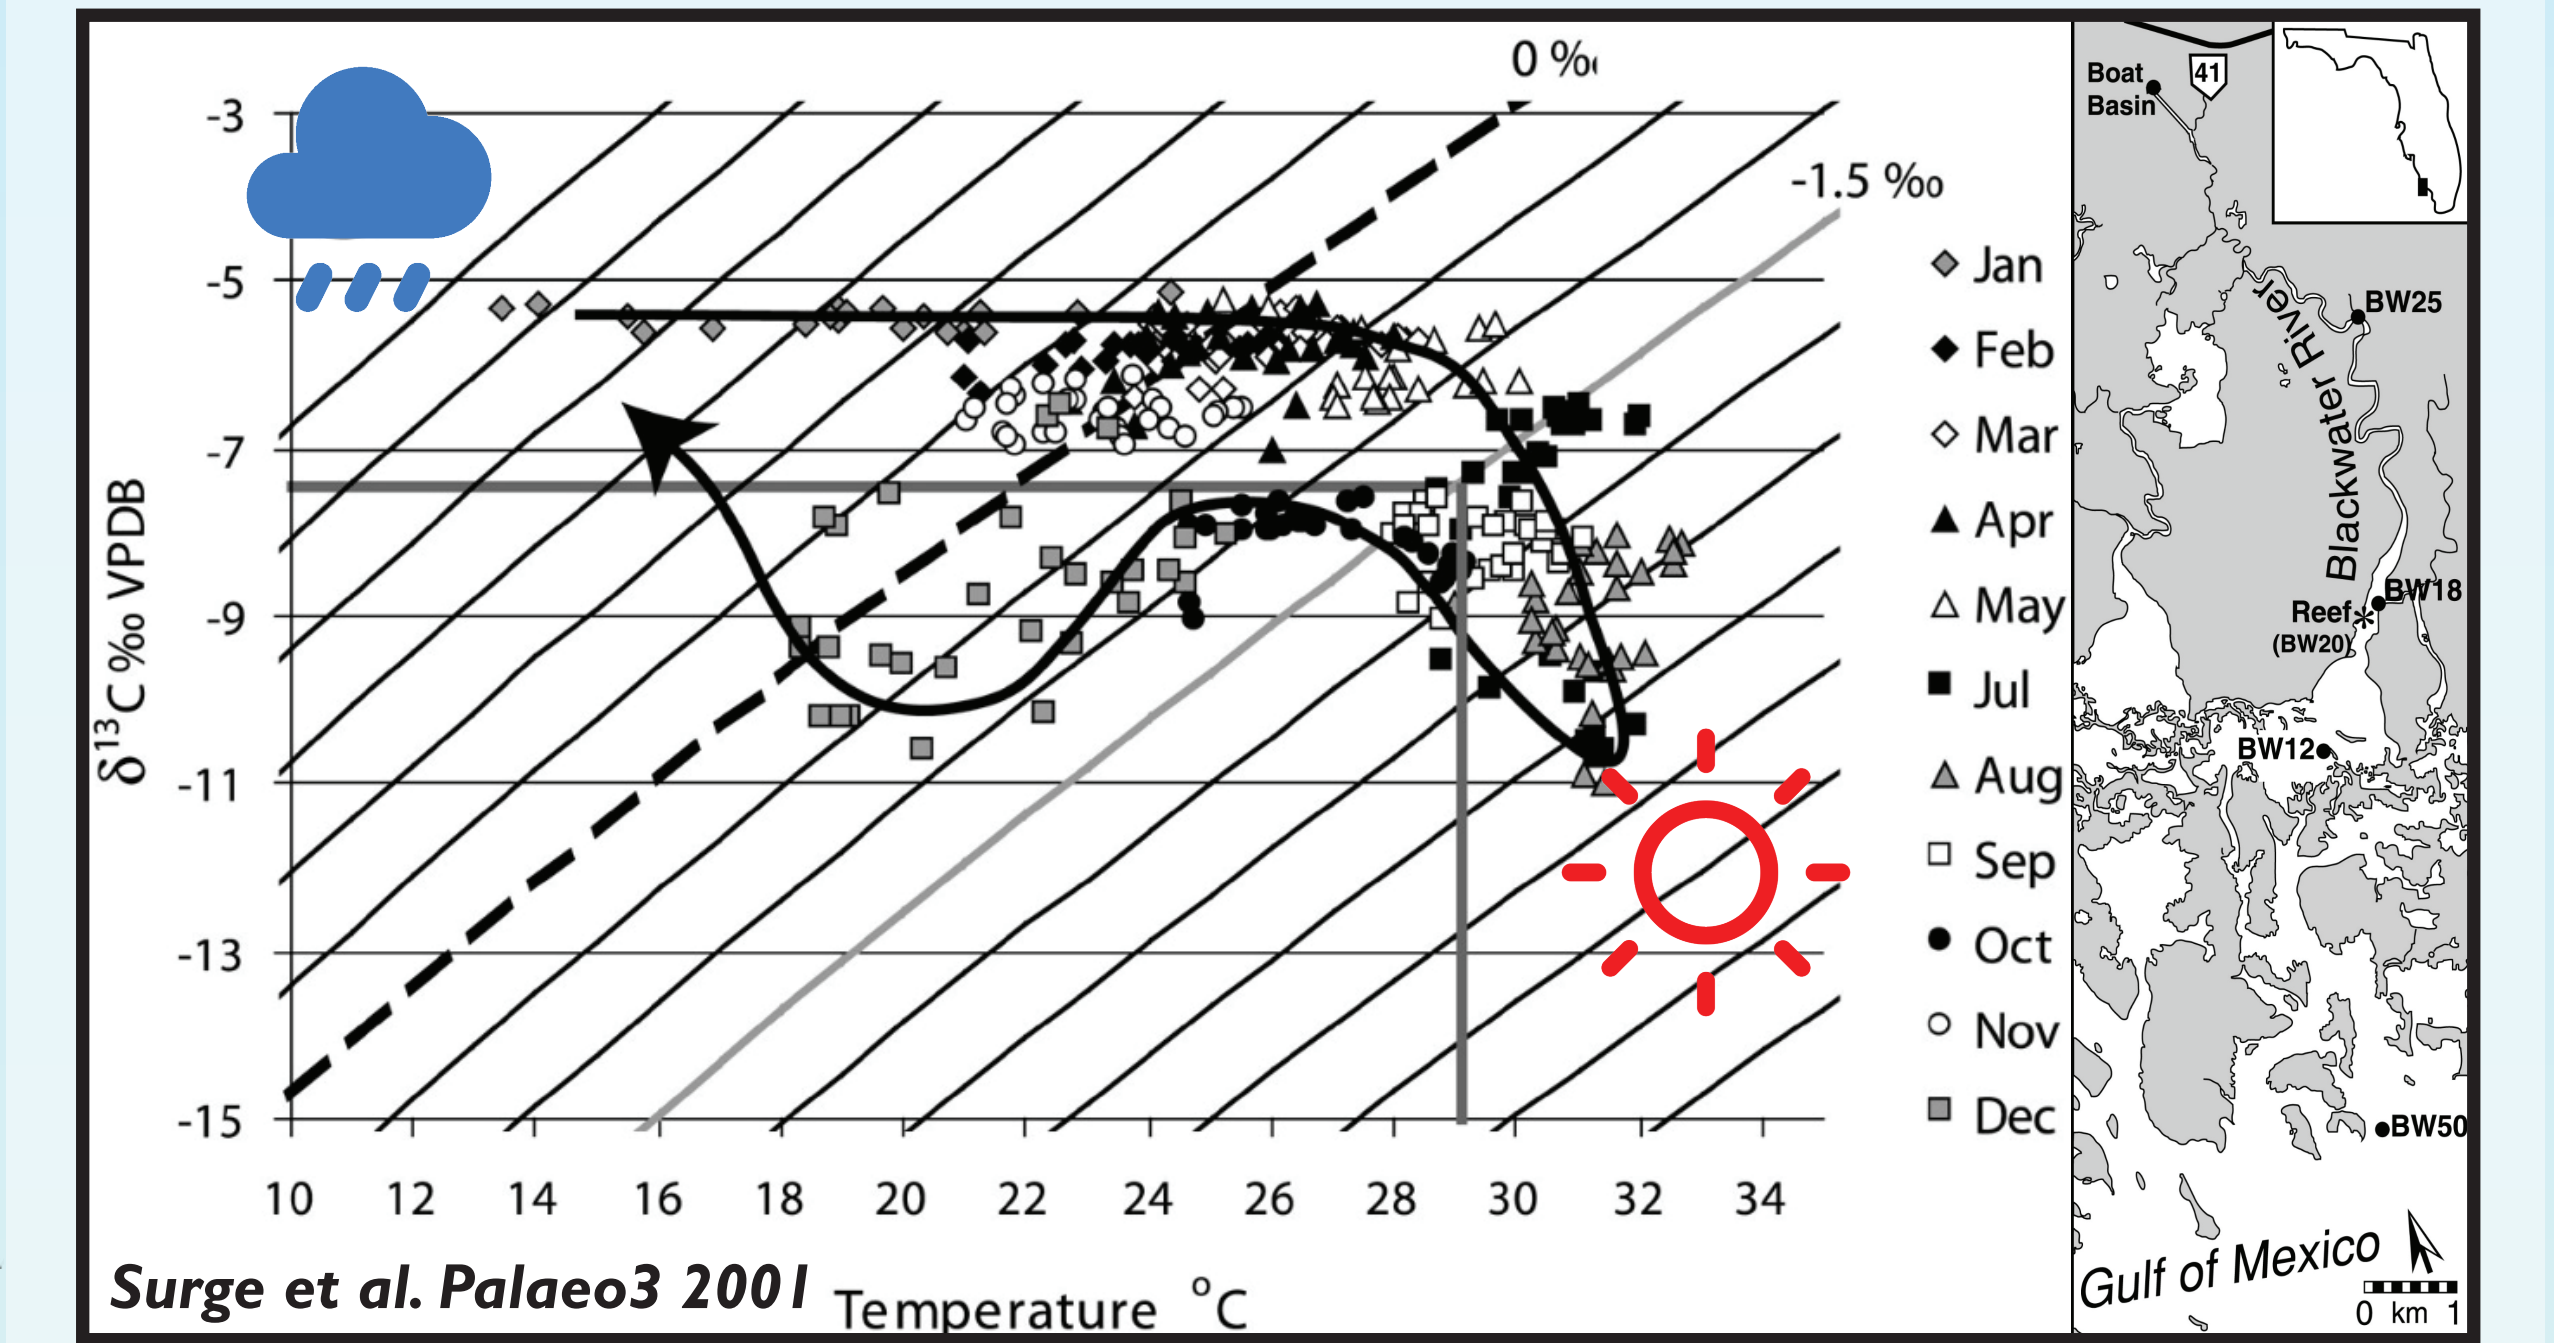 0 ‰
-1.5 ‰
-3
-5
-7
-9
-11
-13
-15
δ13C ‰ VPDB
10 12 14 16 18 20 22 24 26 28 30 32 34
Temperature °C
Surge et al. Palaeo3 2001
Jan
Feb
Mar
Apr
May
Jul
Aug
Sep
Oct
Nov
Dec
Boat
Basin
41
BW25
Blackwater River
BW18
Reef
(BW20)
BW12
BW50
Gulf of Mexico
0 km 1